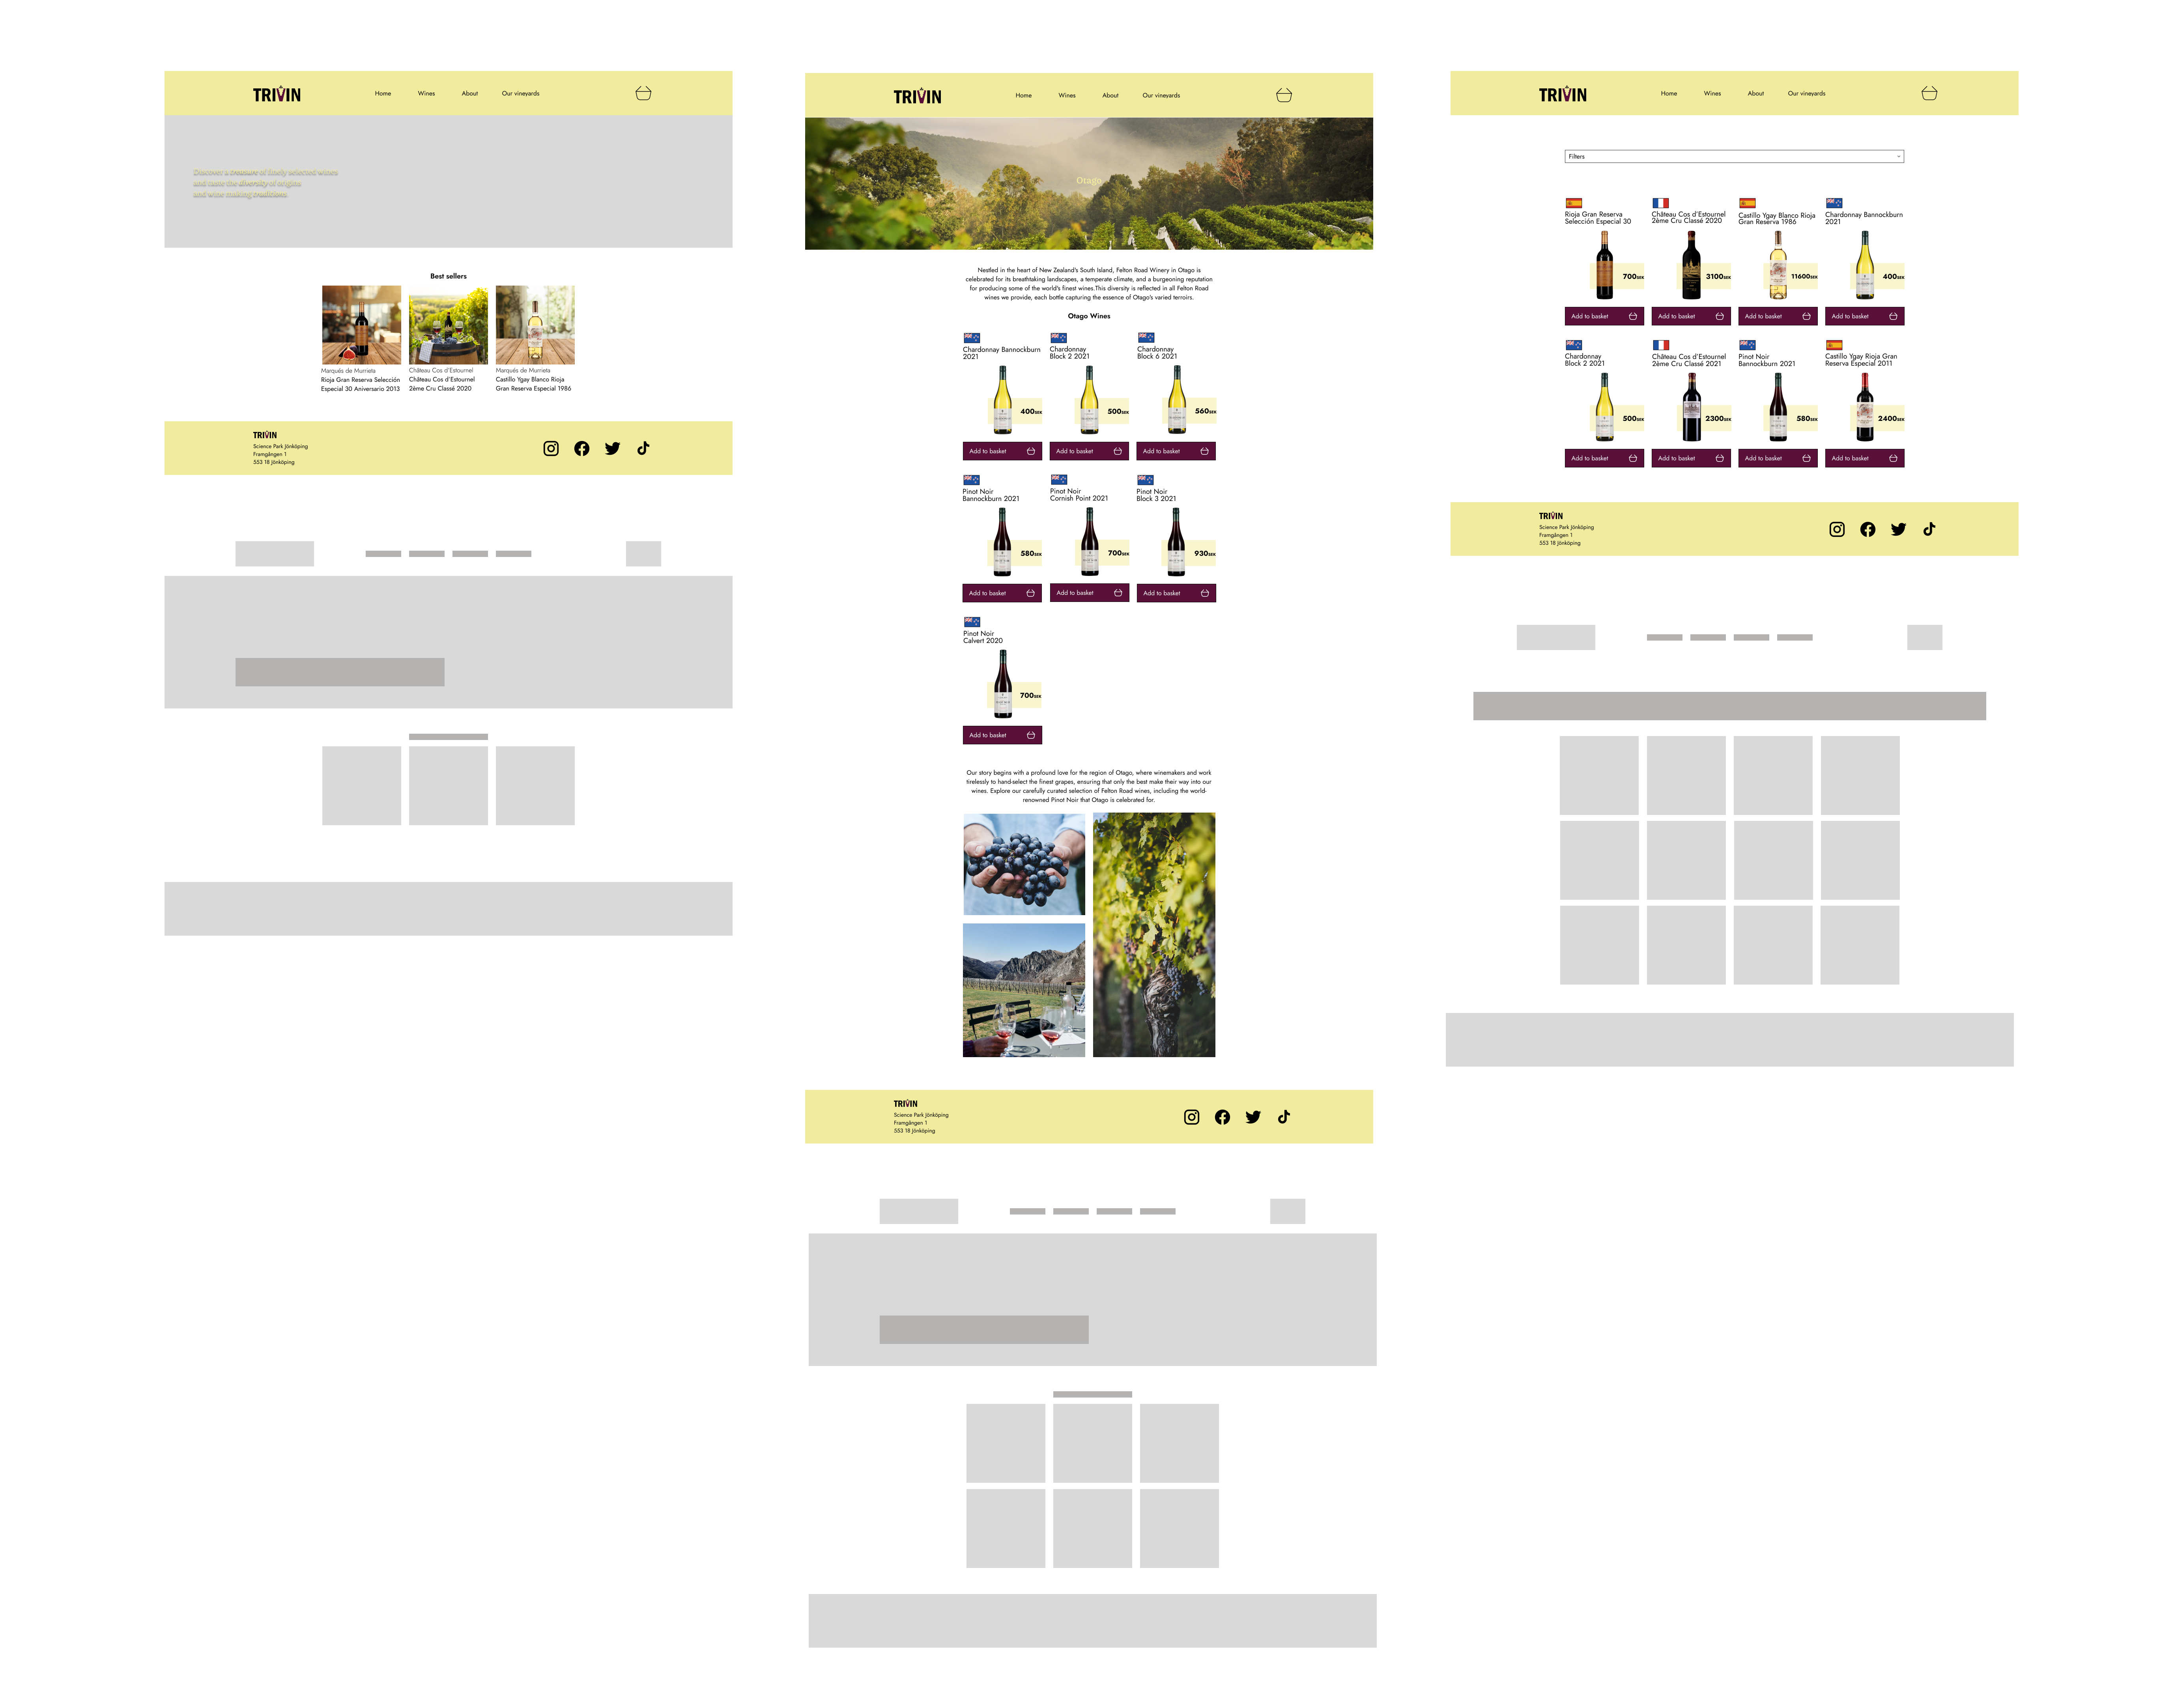 TRIVIN
Home Wines About Our vineyards
Discover a treasure of finely selected wines
and taste the diversity of origins
and wine making traditions
Best sellers
Marqués de Murrieta
Rioja Gran Reserva Selección
Especial 30 Aniversario 2013
Château Cos d'Estournel
Château Cos d'Estournel
2ème Cru Classé 2020
Marqués de Murrieta
Castillo Ygay Blanco Rioja
Gran Reserva Especial 1986
TRIVIN
Science Park Jönköping
Framgången 1
553 18 Jönköping
TRIVIN
Home Wines About Our vineyards
Otago
Nestled in the heart of New Zealand's South Island, Felton Road Winery in Otago is
celebrated for its breathtaking landscapes, a temperate climate, and a burgeoning reputation
for producing some of the world's finest wines.This diversity is reflected in all Felton Road
wines we provide, each bottle capturing the essence of Otago's varied terroirs.
Otago Wines
Chardonnay Bannockburn
2021
400SEK
Add to basket
Chardonnay
Block 2 2021
500SEK
Add to basket
Chardonnay
Block 6 2021
560SEK
Add to basket
Pinot Noir
Bannockburn 2021
580SEK
Add to basket
Pinot Noir
Cornish Point 2021
700SEK
Add to basket
Pinot Noir
Block 3 2021
930SEK
Add to basket
Pinot Noir
Calvert 2020
700SEK
Add to basket
Our story begins with a profound love for the region of Otago, where winemakers and work
tirelessly to hand-select the finest grapes, ensuring that only the best make their way into our
wines. Explore our carefully curated selection of Felton Road wines, including the world-
renowned Pinot Noir that Otago is celebrated for.
TRIVIN
Science Park Jönköping
Framgången 1
553 18 Jönköping
TRIVIN
Home Wines About Our vineyards
Filters
Rioja Gran Reserva
Selección Especial 30
700SEK
Add to basket
Château Cos d'Estournel
2ème Cru Classé 2020
3100SEK
Add to basket
Castillo Ygay Blanco Rioja
Gran Reserva 1986
11600SEK
Add to basket
Chardonnay Bannockburn
2021
400SEK
Add to basket
Chardonnay
Block 2 2021
500SEK
Add to basket
Château Cos d'Estournel
2ème Cru Classé 2021
2300SEK
Add to basket
Pinot Noir
Bannockburn 2021
580SEK
Add to basket
Castillo Ygay Rioja Gran
Reserva Especial 2011
2400SEK
Add to basket
TRIVIN
Science Park Jönköping
Framgången 1
553 18 Jönköping